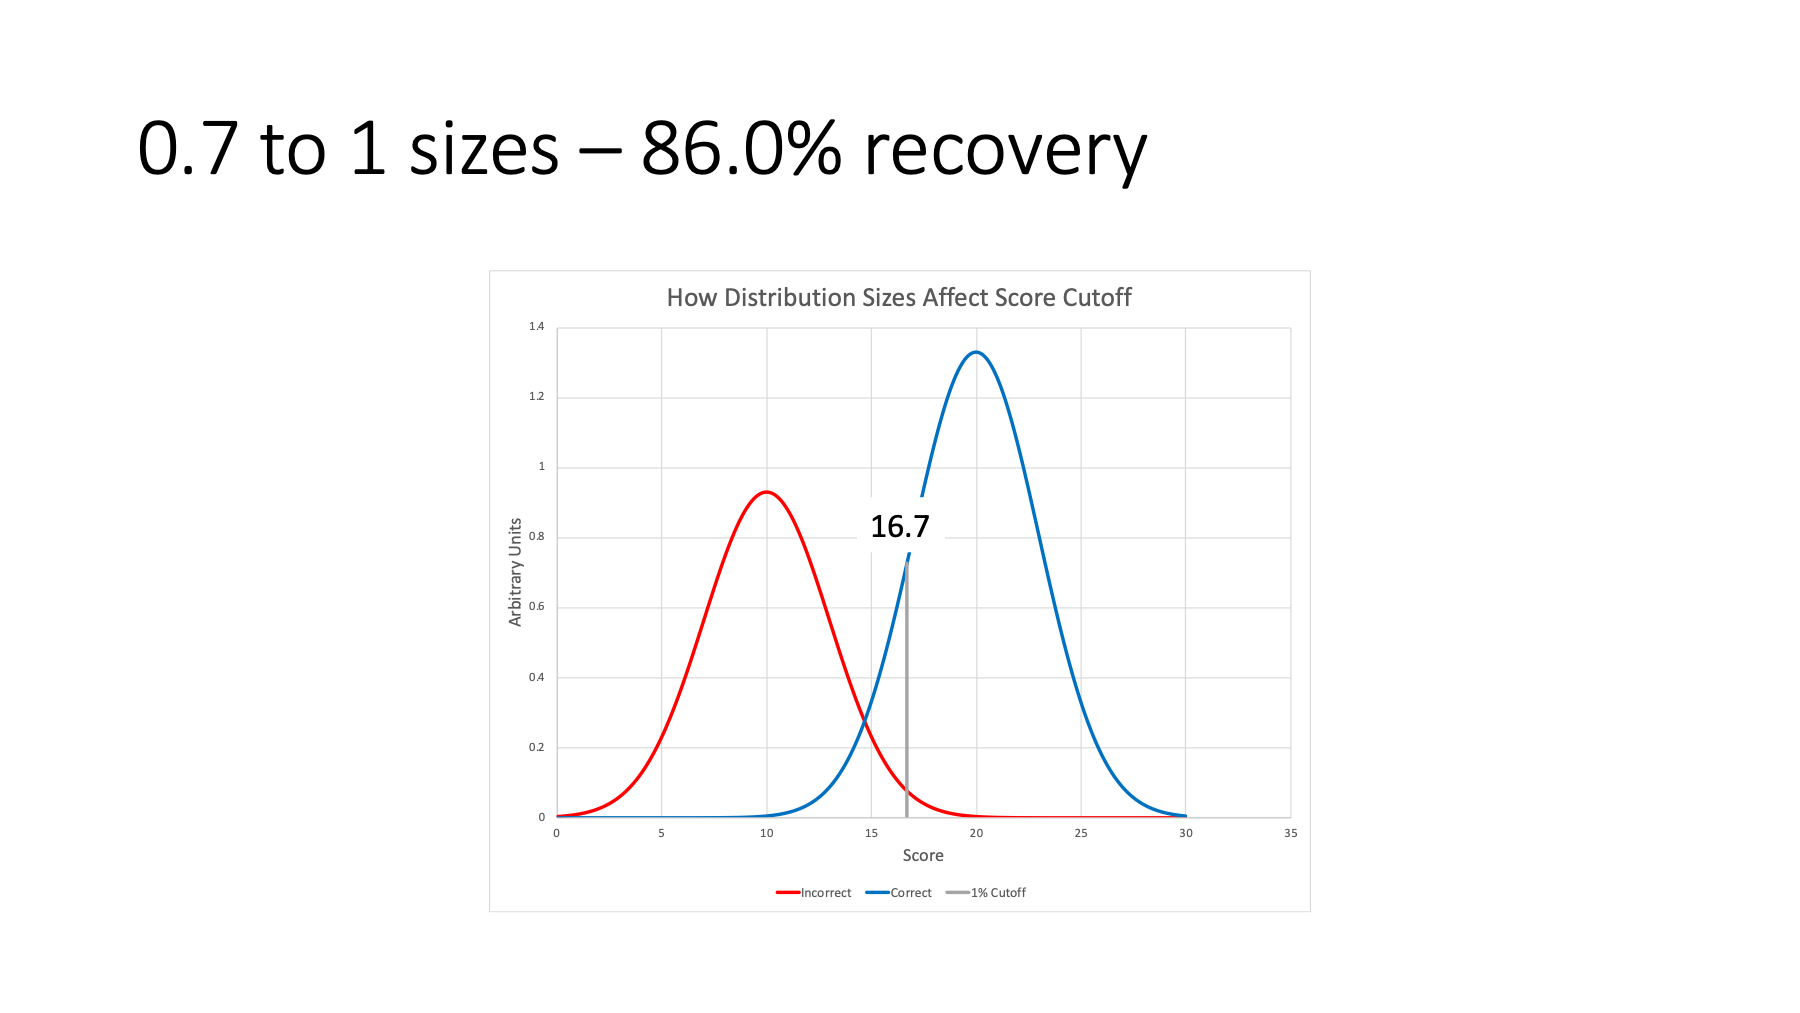 0.7 to 1 sizes – 86.0% recovery
How Distribution Sizes Affect Score Cutoff
1.4
1.2
1
0.8
0.6
0.4
0.2
0
Arbitrary Units
16.7
0 5 10 15 20 25 30 35
Score
Incorrect Correct 1% Cutoff